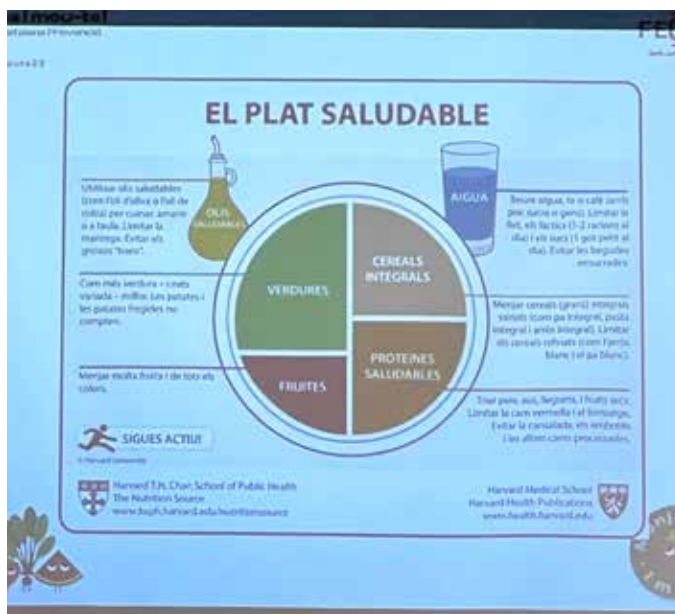 EL PLAT SALUDABLE
Utilitzar olis saludables
(com l'oli d'oliva o l'oli de
colza) per cuinar, amanir
o a taula. Limitar la
mantega. Evitar els
greixos "trans".
OLIS
SALUDABLES
AIGUA
Beure aigua, te o cafè (amb
poc sucre o gens). Limitar la
llet, els làctics (1-2 racions al
dia) i els sucs (1 got petit al
dia). Evitar les begudes
ensucrades.
Com més verdura – i més
variada – millor. Les patates i
les patates fregides no
compten.
VERDURES
CEREALS
INTEGRALS
Menjar cereals (grans) integrals
variats (com pa integral, pasta
integral i arròs integral). Limitar
els cereals refinats (com l'arròs
blanc i el pa blanc).
Menjar molta fruita i de tots els
colors.
FRUITES
PROTEÏNES
SALUDABLES
Triar peix, aus, llegums, i fruits secs.
Limitar la carn vermella i el formatge.
Evitar la cansalada, els embotits
i les altres carns processades.
SIGUES ACTIU!
© Harvard University
Harvard T.H. Chan School of Public Health
The Nutrition Source
www.hsph.harvard.edu/nutritionsource
Harvard Medical School
Harvard Health Publications
www.health.harvard.edu